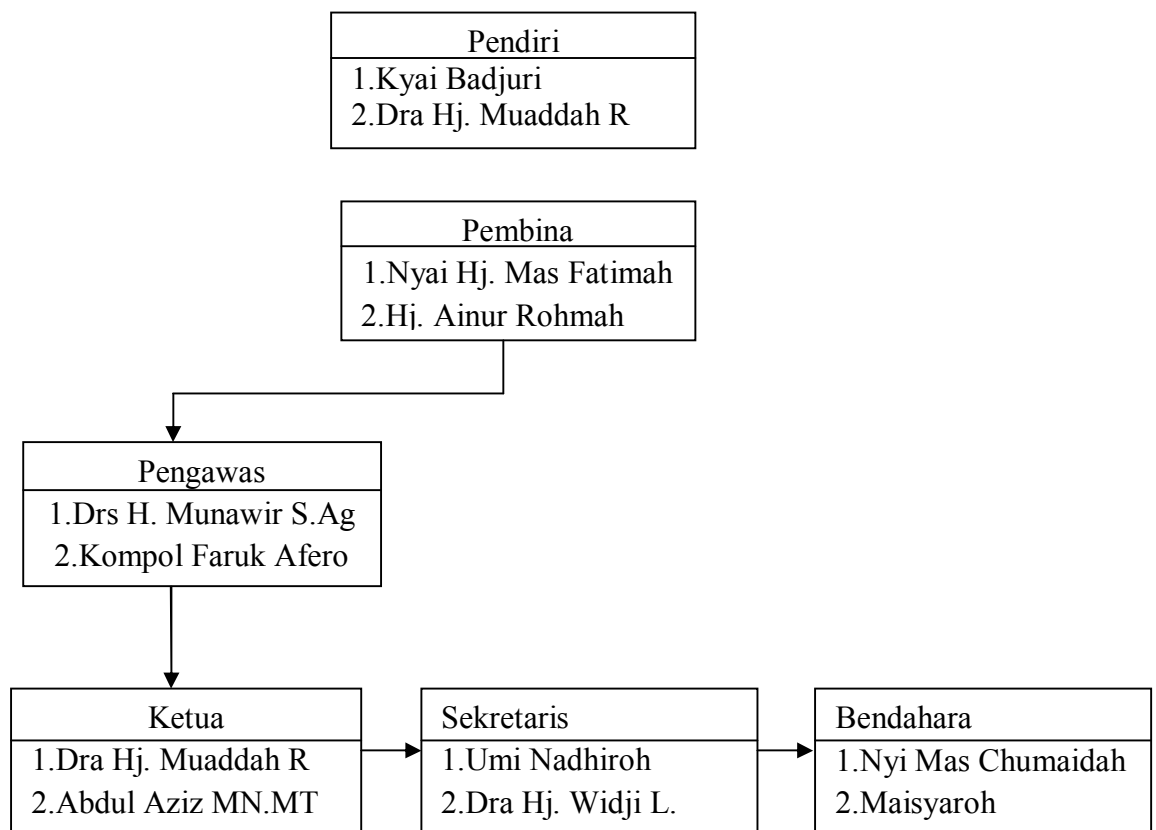 Pendiri
1.Kyai Badjuri
2.Dra Hj. Muaddah R
Pembina
1.Nyai Hj. Mas Fatimah
2.Hj. Ainur Rohmah
Pengawas
1.Drs H. Munawir S.Ag
2.Kompol Faruk Afero
Ketua
1.Dra Hj. Muaddah R
2.Abdul Aziz MN.MT
Sekretaris
1.Umi Nadhiroh
2.Dra Hj. Widji L.
Bendahara
1.Nyi Mas Chumaidah
2.Maisyaroh